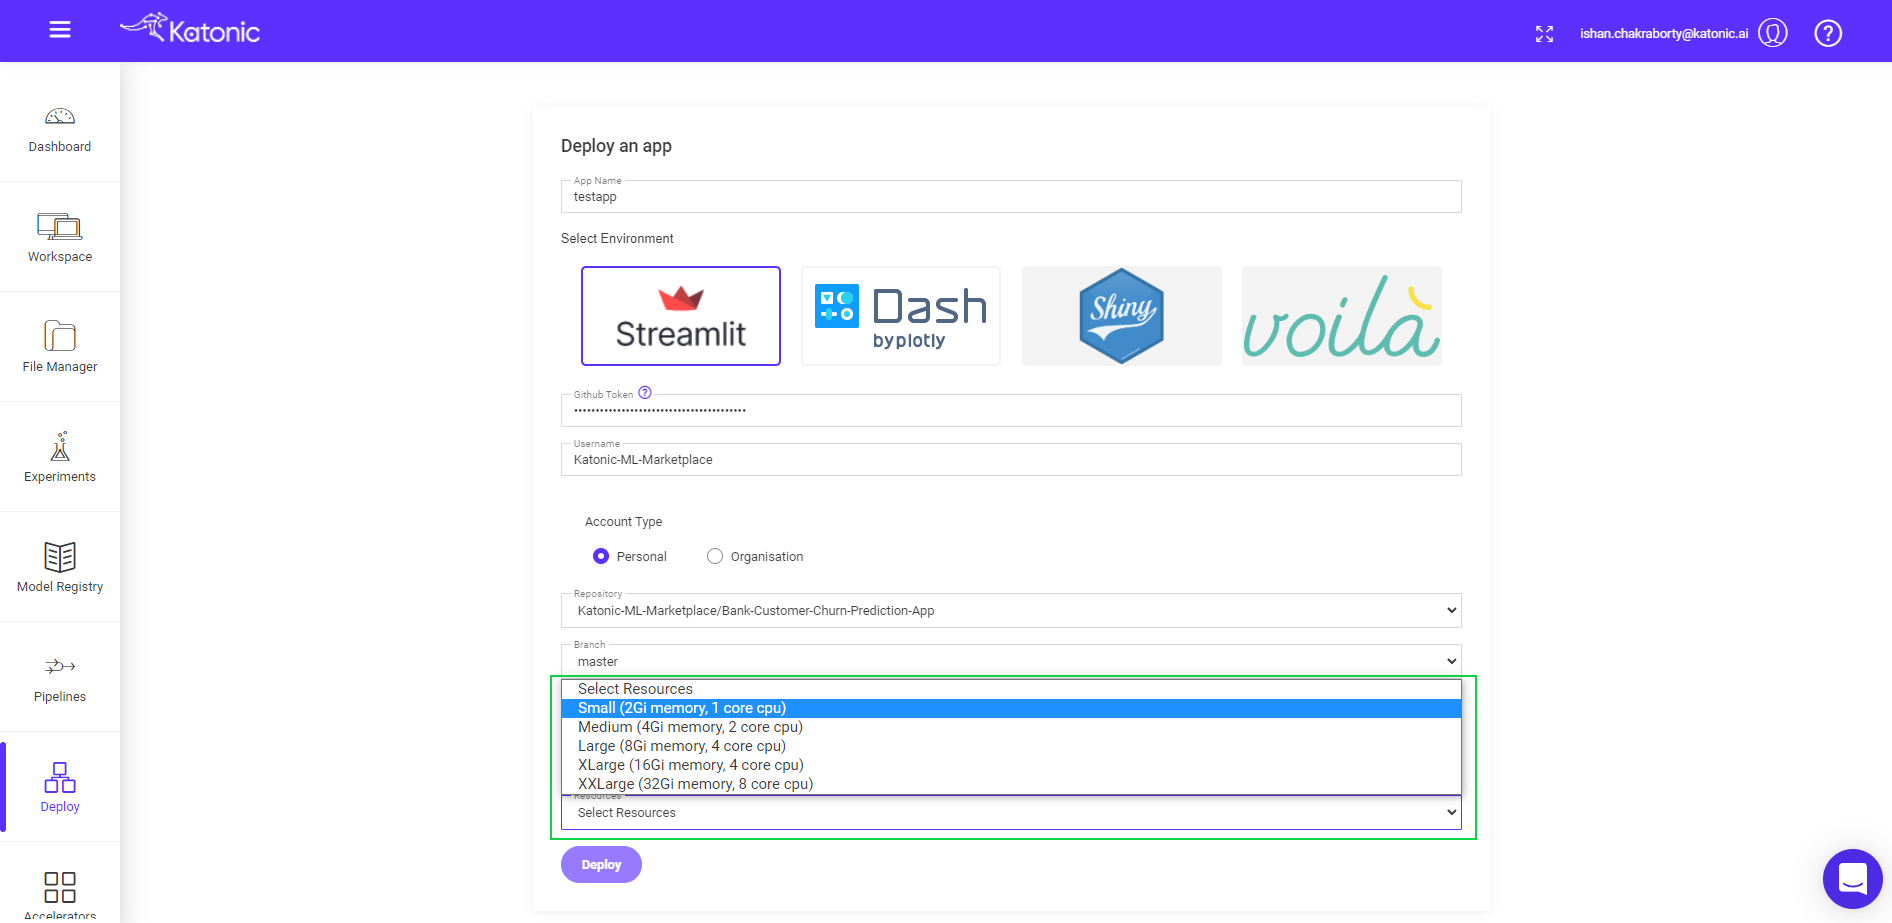 Katonic
ishan.chakraborty@katonic.ai
?
Dashboard
Workspace
File Manager
Experiments
Model Registry
Pipelines
Deploy
Accelerators
Deploy an app
App Name
testapp
Select Environment
Streamlit
Dash
by plotly
Shiny
voilà
Github Token ?
••••••••••••••••••••••••••••••••••••••••
Username
Katonic-ML-Marketplace
Account Type
Personal Organisation
Repository
Katonic-ML-Marketplace/Bank-Customer-Churn-Prediction-App
Branch
master
Select Resources
Small (2Gi memory, 1 core cpu)
Medium (4Gi memory, 2 core cpu)
Large (8Gi memory, 4 core cpu)
XLarge (16Gi memory, 4 core cpu)
XXLarge (32Gi memory, 8 core cpu)
Resources
Select Resources
Deploy